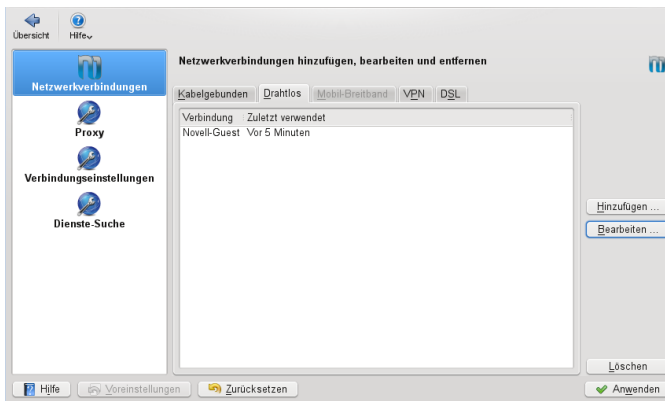 Übersicht Hilfe
Netzwerkverbindungen
Proxy
Verbindungseinstellungen
Dienste-Suche
Netzwerkverbindungen hinzufügen, bearbeiten und entfernen
Kabelgebunden Drahtlos Mobil-Breitband VPN DSL
Verbindung Zuletzt verwendet
Novell-Guest Vor 5 Minuten
Hinzufügen ...
Bearbeiten ...
Löschen
Hilfe Voreinstellungen Zurücksetzen Anwenden